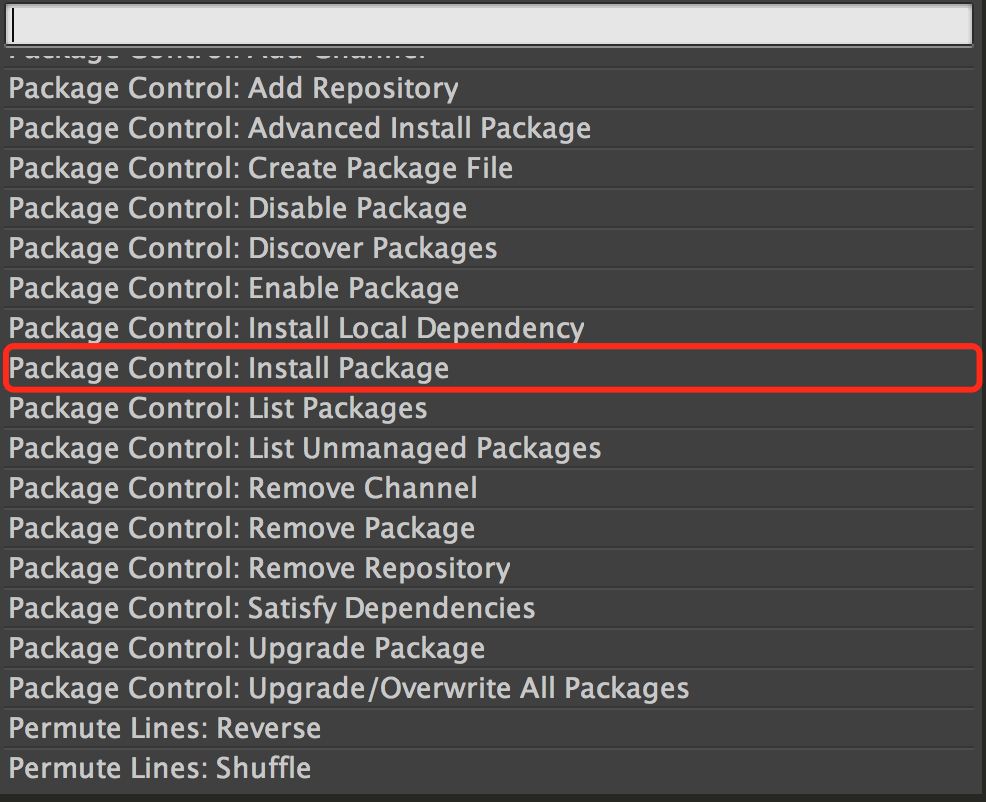 Package Control: Add Channel
Package Control: Add Repository
Package Control: Advanced Install Package
Package Control: Create Package File
Package Control: Disable Package
Package Control: Discover Packages
Package Control: Enable Package
Package Control: Install Local Dependency
Package Control: Install Package
Package Control: List Packages
Package Control: List Unmanaged Packages
Package Control: Remove Channel
Package Control: Remove Package
Package Control: Remove Repository
Package Control: Satisfy Dependencies
Package Control: Upgrade Package
Package Control: Upgrade/Overwrite All Packages
Permute Lines: Reverse
Permute Lines: Shuffle